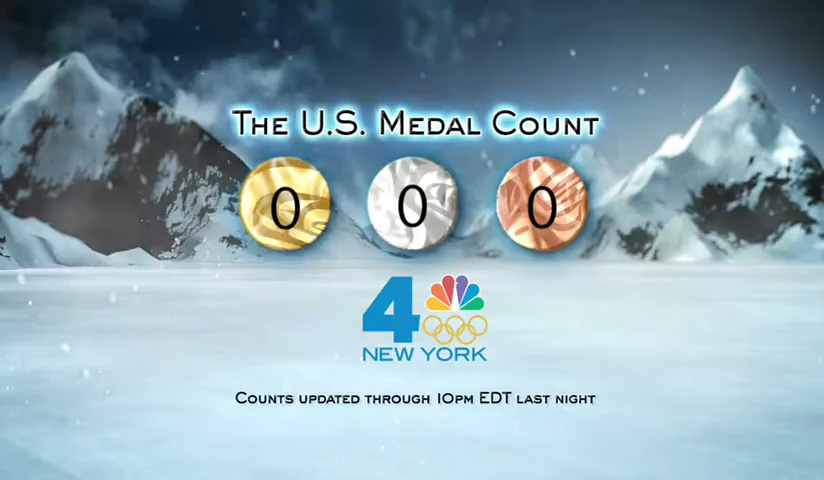 The U.S. Medal Count
0 0 0
4
NEW YORK
Counts updated through 10pm EDT last night